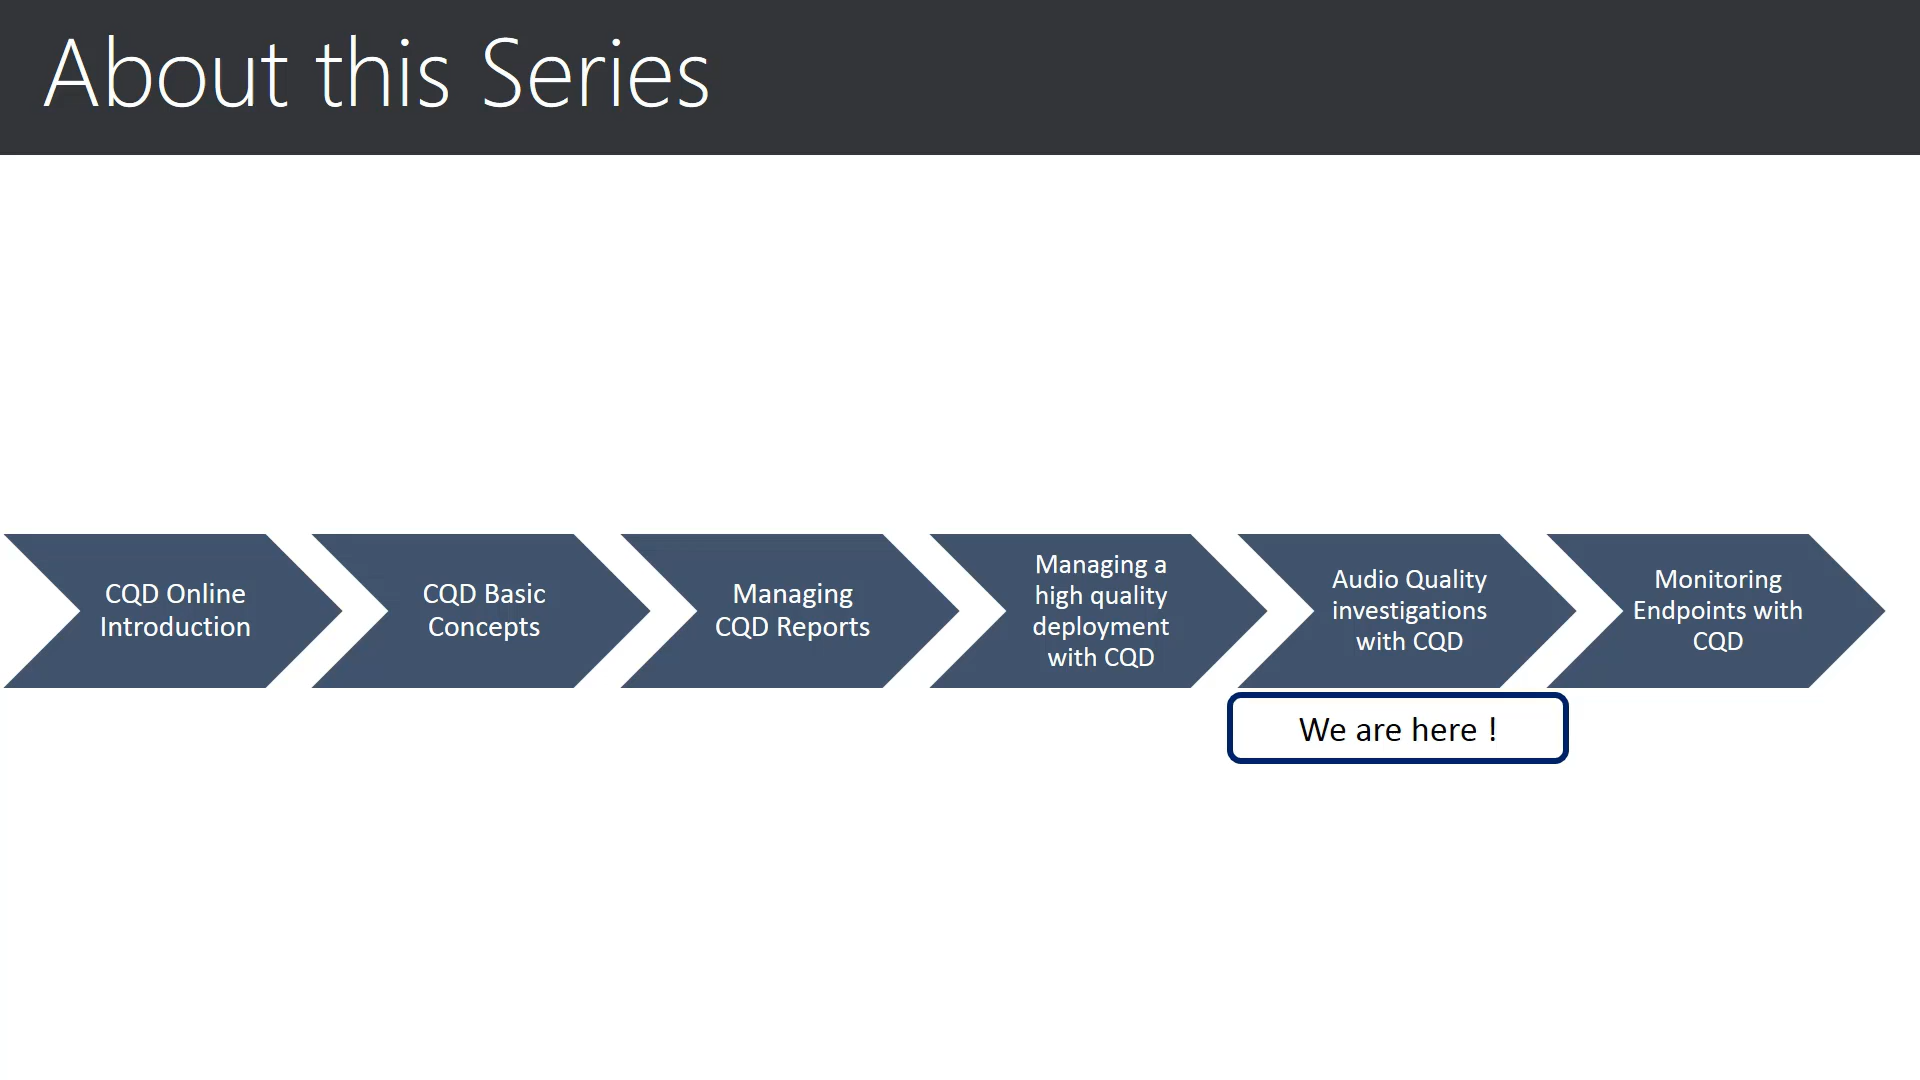 About this Series
CQD Online
Introduction
CQD Basic
Concepts
Managing
CQD Reports
Managing a
high quality
deployment
with CQD
Audio Quality
investigations
with CQD
Monitoring
Endpoints with
CQD
We are here !